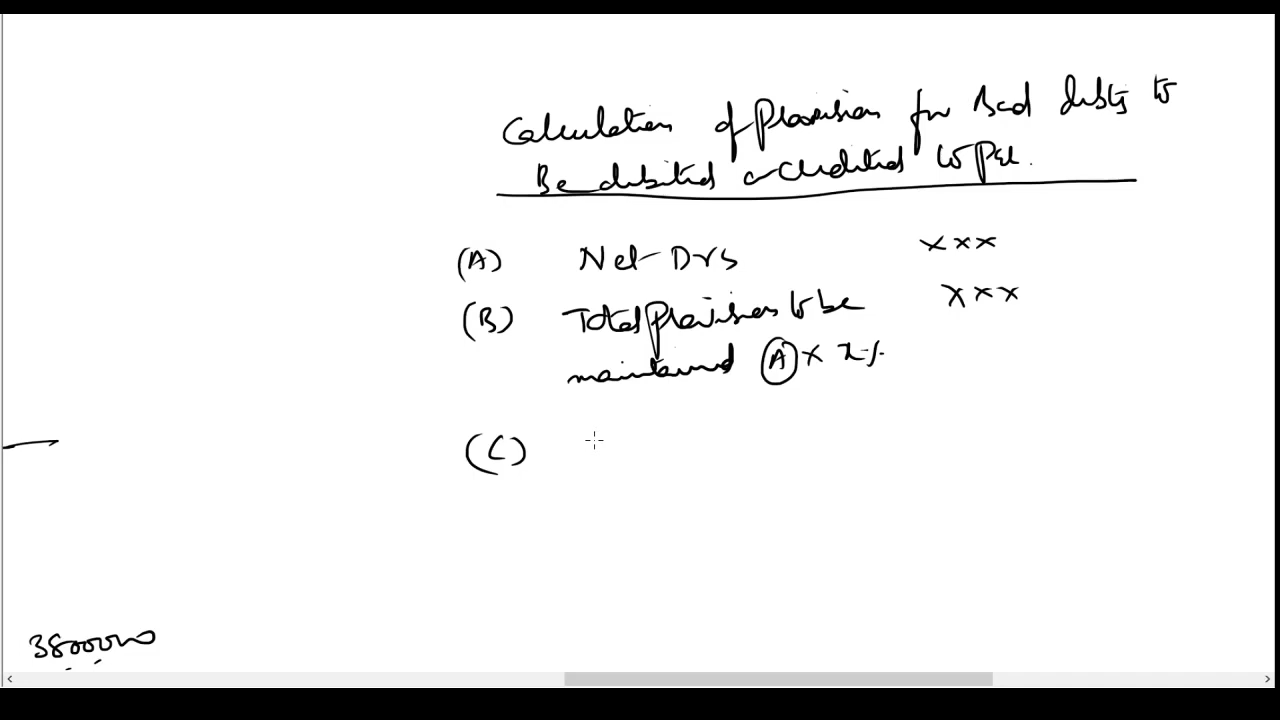 Calculation of Provision for Bad debts to
Be debited or credited to P&L.
(A) Net Drs xxx
(B) Total Provision to be xxx
maintained (A) x x%
(C)
3800000